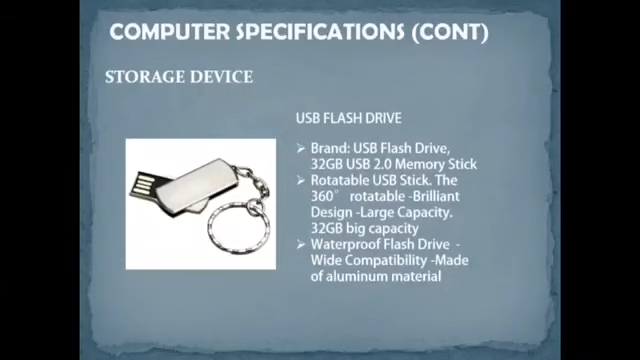 COMPUTER SPECIFICATIONS (CONT)
STORAGE DEVICE
USB FLASH DRIVE
➢ Brand: USB Flash Drive,
32GB USB 2.0 Memory Stick
➢ Rotatable USB Stick. The
360° rotatable -Brilliant
Design -Large Capacity.
32GB big capacity
➢ Waterproof Flash Drive -
Wide Compatibility -Made
of aluminum material